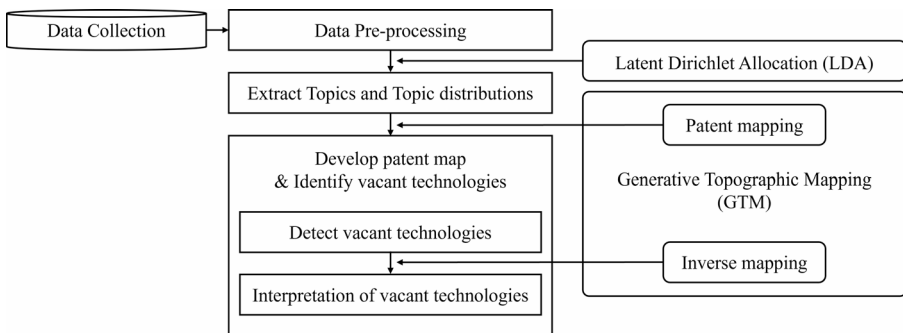 Data Collection
Data Pre-processing
Latent Dirichlet Allocation (LDA)
Extract Topics and Topic distributions
Patent mapping
Develop patent map
& Identify vacant technologies
Generative Topographic Mapping
(GTM)
Detect vacant technologies
Inverse mapping
Interpretation of vacant technologies